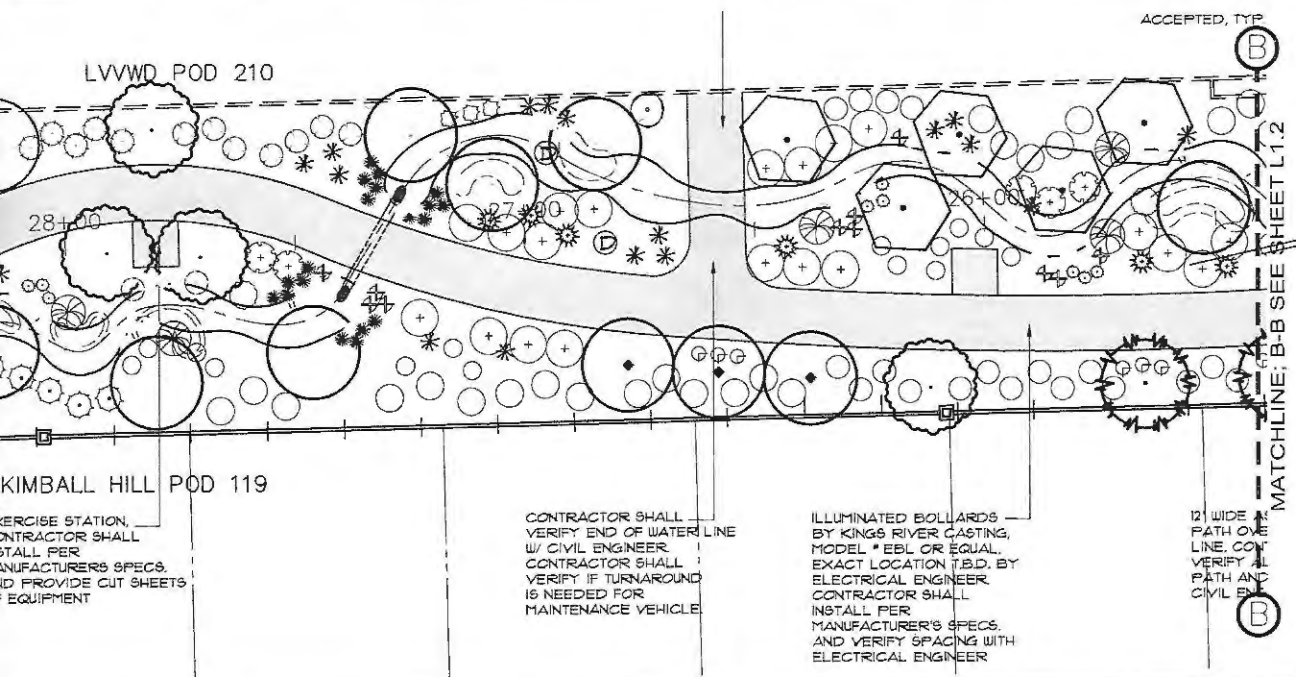 ACCEPTED, TYP.
B
LVVWD POD 210
28+00
27+00
26+00
D
D
MATCHLINE; B-B SEE SHEET L1.2
KIMBALL HILL POD 119
EXERCISE STATION,
CONTRACTOR SHALL
INSTALL PER
MANUFACTURERS SPECS.
AND PROVIDE CUT SHEETS
EQUIPMENT
CONTRACTOR SHALL
VERIFY END OF WATER LINE
W/ CIVIL ENGINEER
CONTRACTOR SHALL
VERIFY IF TURNAROUND
IS NEEDED FOR
MAINTENANCE VEHICLE
ILLUMINATED BOLLARDS
BY KINGS RIVER CASTING,
MODEL * EBL OR EQUAL.
EXACT LOCATION T.B.D. BY
ELECTRICAL ENGINEER
CONTRACTOR SHALL
INSTALL PER
MANUFACTURER'S SPECS.
AND VERIFY SPACING WITH
ELECTRICAL ENGINEER
12' WIDE
PATH
LINE.
VERIFY
PATH AND
CIVIL
B